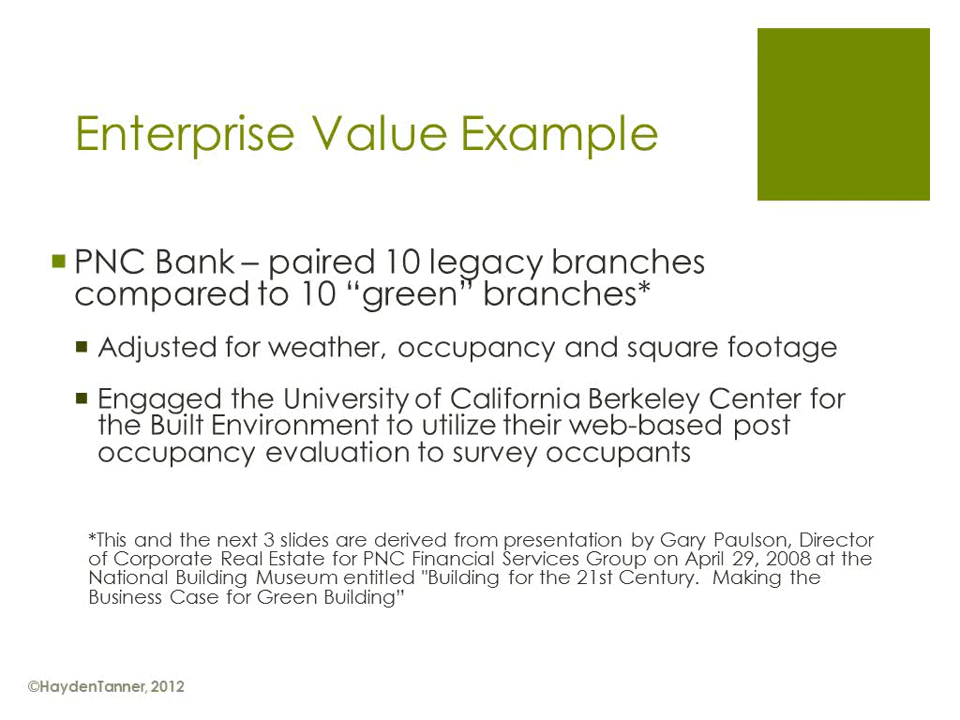 Enterprise Value Example
PNC Bank – paired 10 legacy branches
compared to 10 “green” branches*
Adjusted for weather, occupancy and square footage
Engaged the University of California Berkeley Center for
the Built Environment to utilize their web-based post
occupancy evaluation to survey occupants
*This and the next 3 slides are derived from presentation by Gary Paulson, Director
of Corporate Real Estate for PNC Financial Services Group on April 29, 2008 at the
National Building Museum entitled "Building for the 21st Century.  Making the
Business Case for Green Building”
©HaydenTanner, 2012